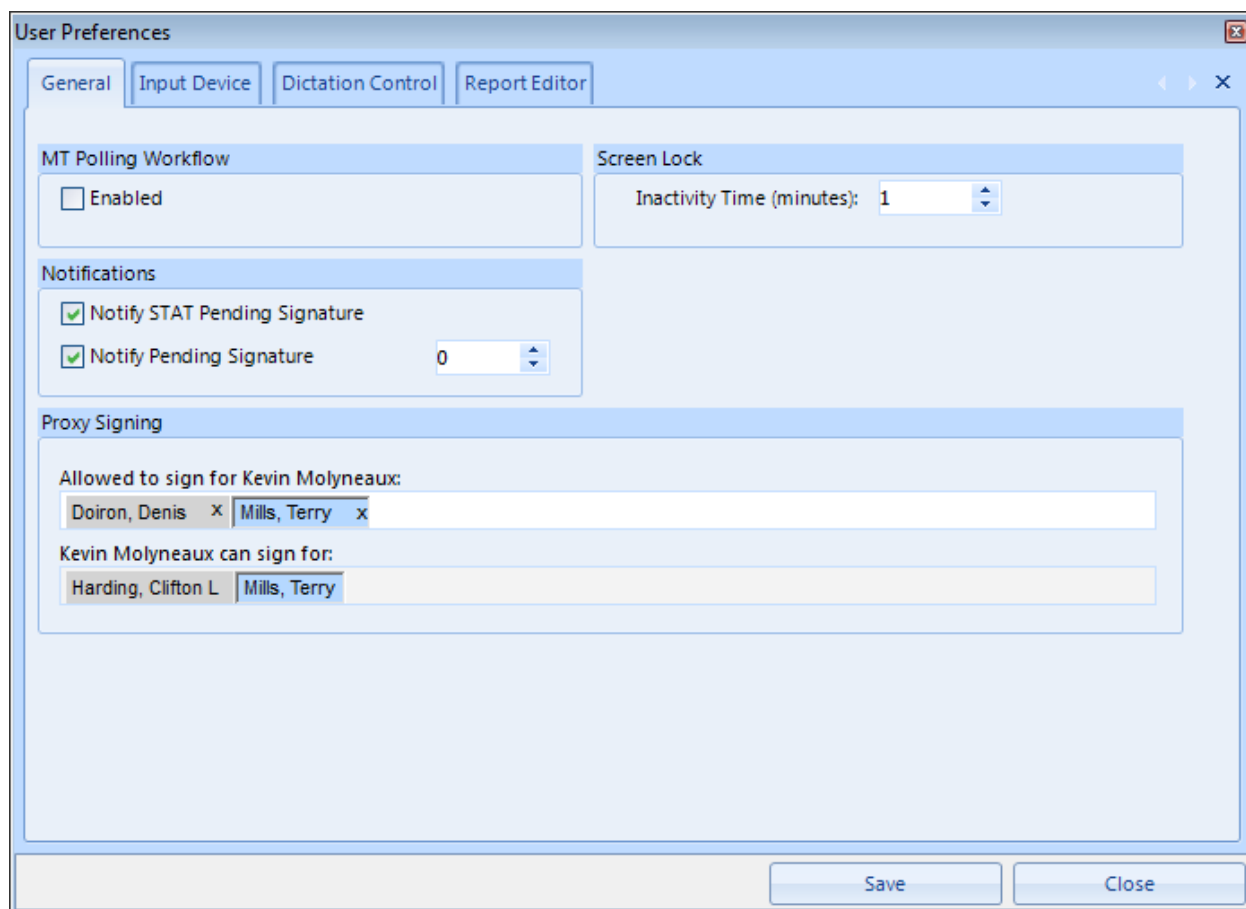 User Preferences
General Input Device Dictation Control Report Editor
MT Polling Workflow
Enabled
Screen Lock
Inactivity Time (minutes): 1
Notifications
Notify STAT Pending Signature
Notify Pending Signature 0
Proxy Signing
Allowed to sign for Kevin Molyneaux:
Doiron, Denis x Mills, Terry x
Kevin Molyneaux can sign for:
Harding, Clifton L Mills, Terry
Save Close